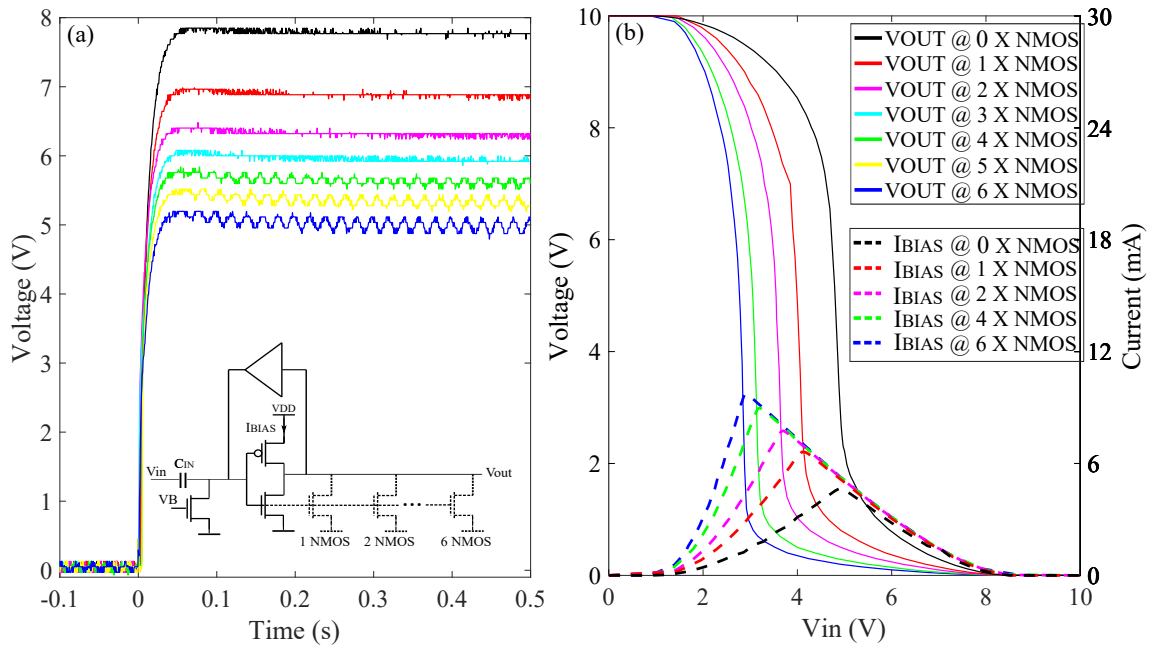 (a)
8
7
6
5
4
3
2
1
0
Voltage (V)
-0.1
0
0.1
0.2
0.3
0.4
0.5
Time (s)
VDD
IBIAS
Vin
CIN
VB
Vout
1 NMOS
2 NMOS
6 NMOS
(b)
10
8
6
4
2
0
Voltage (V)
0
2
4
6
8
10
Vin (V)
30
24
18
12
6
0
Current (mA)
VOUT @ 0 X NMOS
VOUT @ 1 X NMOS
VOUT @ 2 X NMOS
VOUT @ 3 X NMOS
VOUT @ 4 X NMOS
VOUT @ 5 X NMOS
VOUT @ 6 X NMOS
IBIAS @ 0 X NMOS
IBIAS @ 1 X NMOS
IBIAS @ 2 X NMOS
IBIAS @ 4 X NMOS
IBIAS @ 6 X NMOS